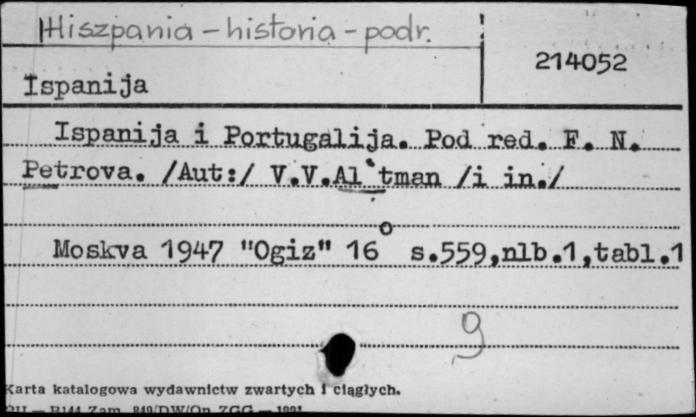 Hiszpania - historia - podr.
214052
Ispanija
Ispanija i Portugalija. Pod red. F. N.
Petrova. /Aut:/ V.V.Al`tman /i in./
Moskva 1947 "Ogiz" 16° s.559,nlb.1,tabl.1
9
Karta katalogowa wydawnictw zwartych i ciągłych.